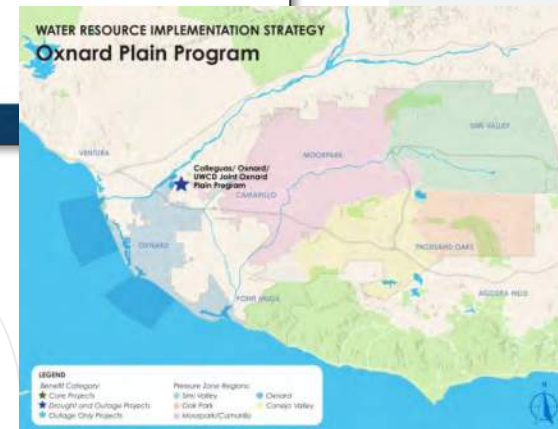 WATER RESOURCE IMPLEMENTATION STRATEGY
Oxnard Plain Program
VENTURA
SIMI VALLEY
MOORPARK
Calleguas/ Oxnard/
UWCD Joint Oxnard
Plain Program
CAMARILLO
OXNARD
THOUSAND OAKS
AGOURA HILLS
PORT HUENEME
LEGEND
Benefit Category:
Core Projects
Drought and Outage Projects
Outage Only Projects
Pressure Zone Regions:
Simi Valley
Oak Park
Moorpark/Camarillo
Oxnard
Conejo Valley
N